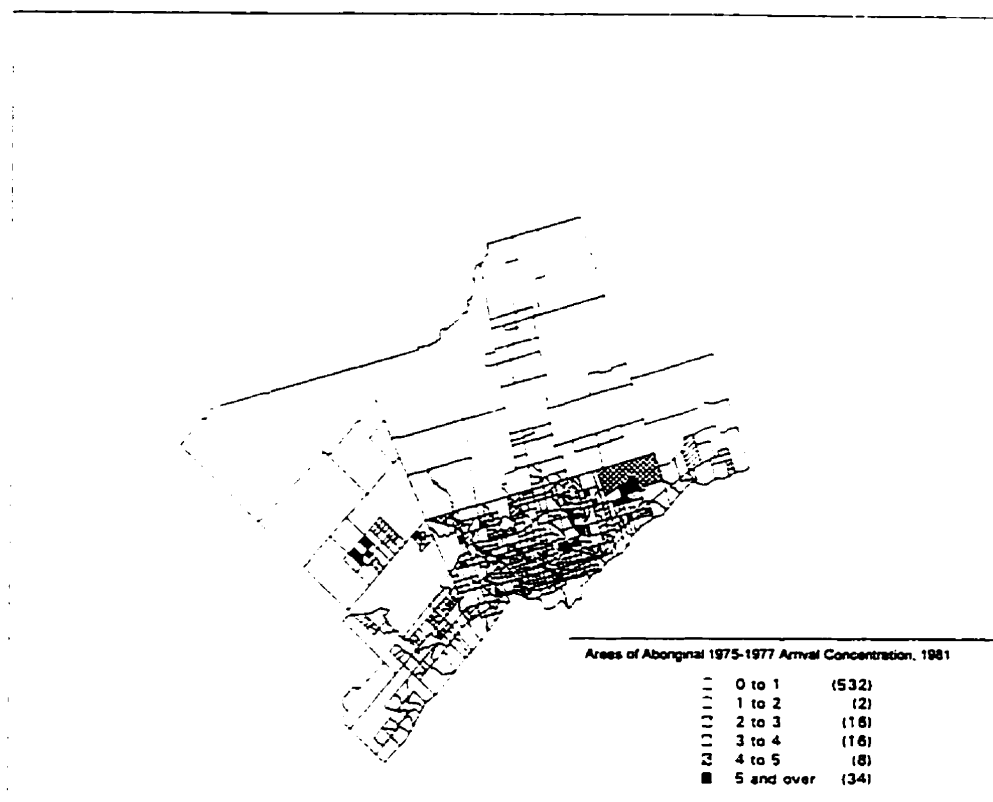 Areas of Aboriginal 1975-1977 Arrival Concentration, 1981
0 to 1 (532)
1 to 2 (2)
2 to 3 (16)
3 to 4 (16)
4 to 5 (8)
5 and over (34)